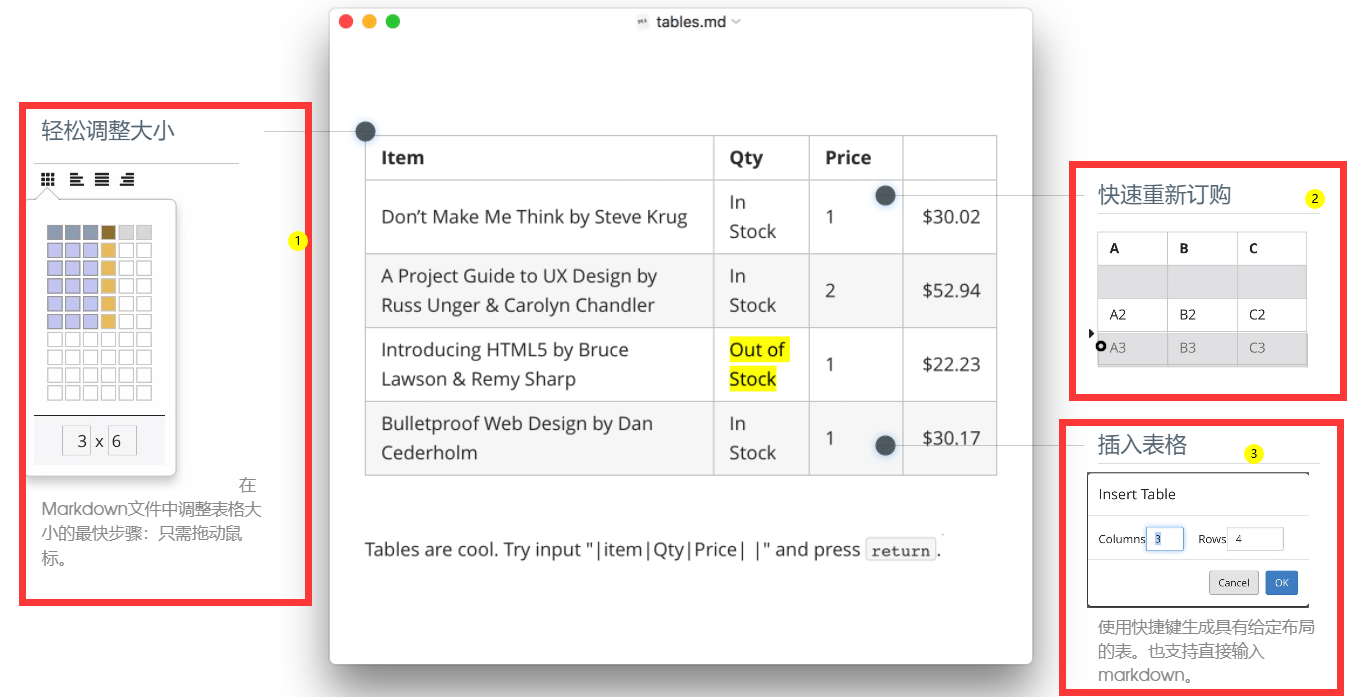 tables.md
轻松调整大小
1
3 x 6
在
Markdown文件中调整表格大
小的最快步骤：只需拖动鼠
标。
Item Qty Price
Don’t Make Me Think by Steve Krug In Stock 1 $30.02
A Project Guide to UX Design by
Russ Unger & Carolyn Chandler In Stock 2 $52.94
Introducing HTML5 by Bruce
Lawson & Remy Sharp Out of Stock 1 $22.23
Bulletproof Web Design by Dan
Cederholm In Stock 1 $30.17
Tables are cool. Try input "|item|Qty|Price| |" and press return.
快速重新订购 2
A B C
A2 B2 C2
A3 B3 C3
插入表格 3
Insert Table
Columns 3 Rows 4
Cancel OK
使用快捷键生成具有给定布局
的表。也支持直接输入
markdown。